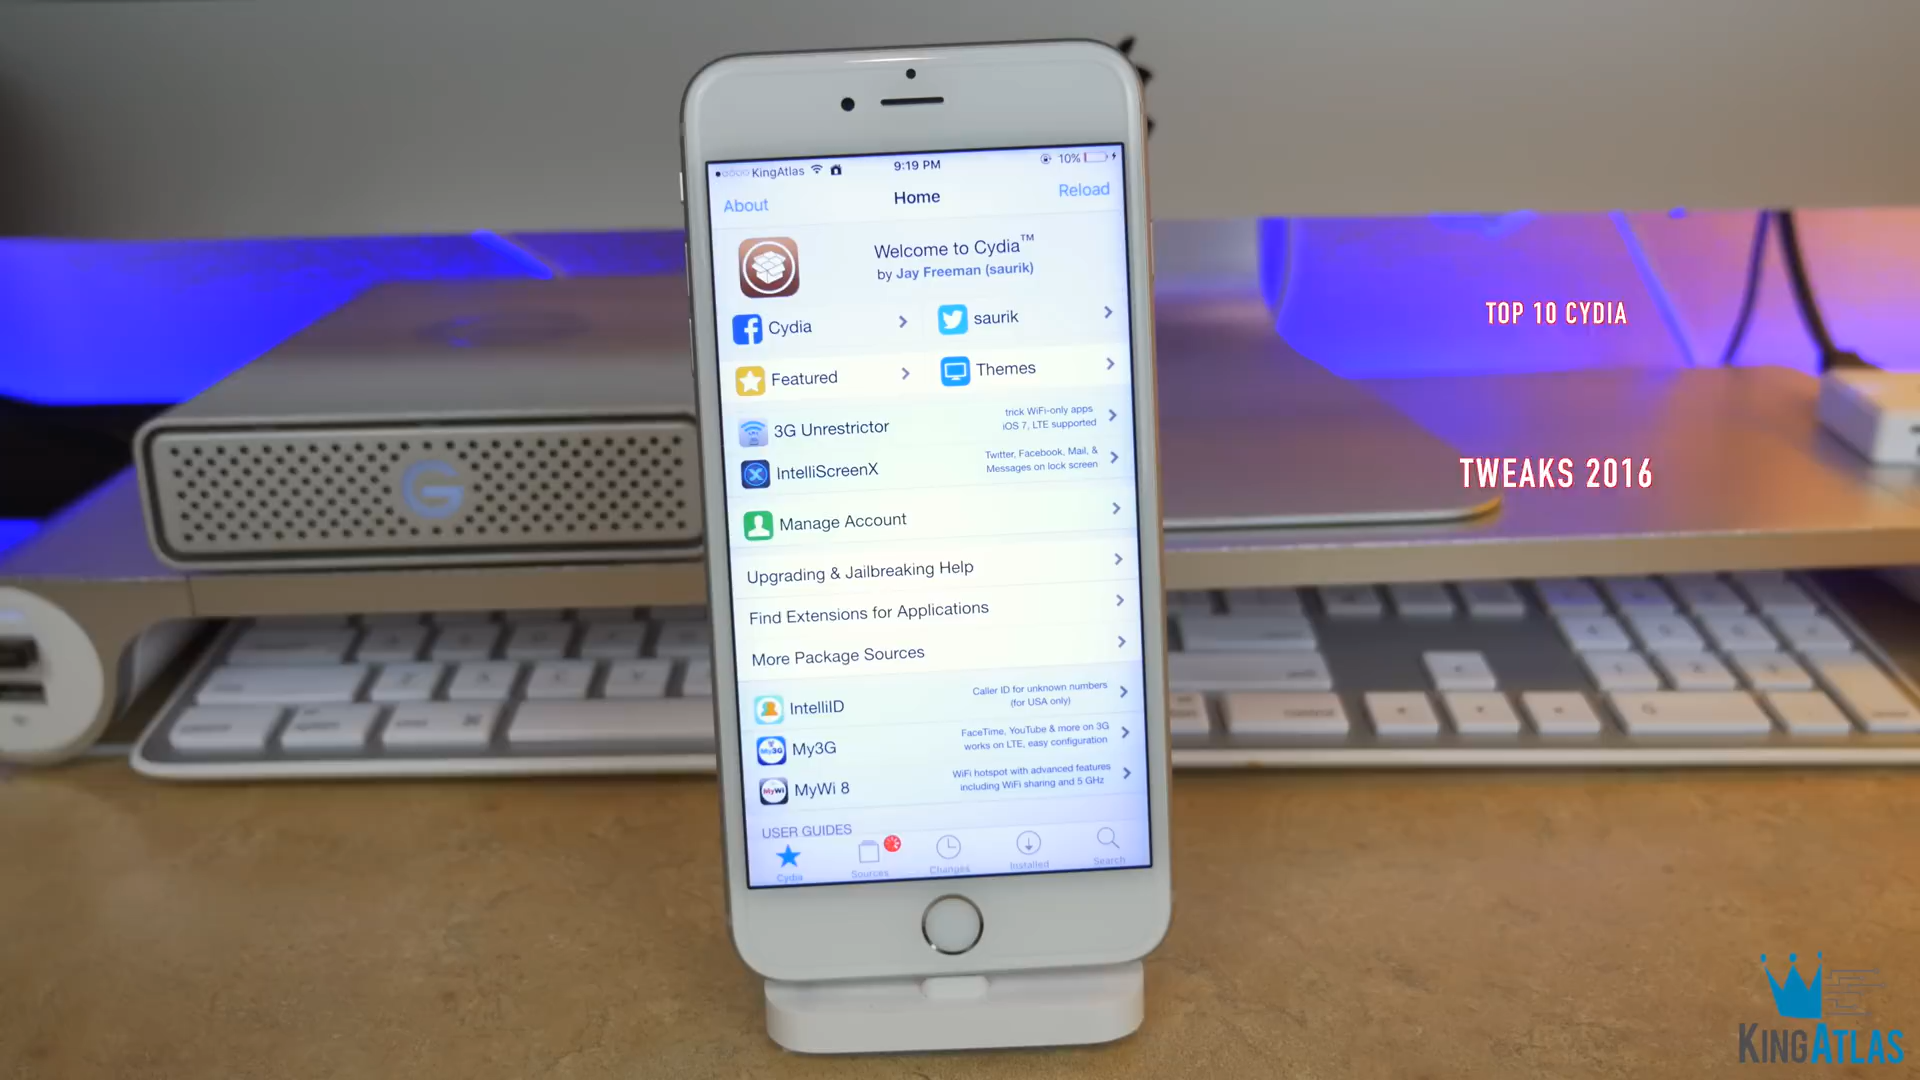 KingAtlas 9:19 PM 10%
About Home Reload
Welcome to Cydia™
by Jay Freeman (saurik)
Cydia saurik
Featured Themes
3G Unrestrictor trick WiFi-only apps
iOS 7, LTE supported
IntelliScreenX Twitter, Facebook, Mail, &
Messages on lock screen
Manage Account
Upgrading & Jailbreaking Help
Find Extensions for Applications
More Package Sources
IntelliID Caller ID for unknown numbers
(for USA only)
My3G FaceTime, YouTube & more on 3G
works on LTE, easy configuration
MyWi 8 WiFi hotspot with advanced features
including WiFi sharing and 5 GHz
USER GUIDES
Cydia Sources Changes Installed Search
TOP 10 CYDIA
TWEAKS 2016
G
KINGATLAS